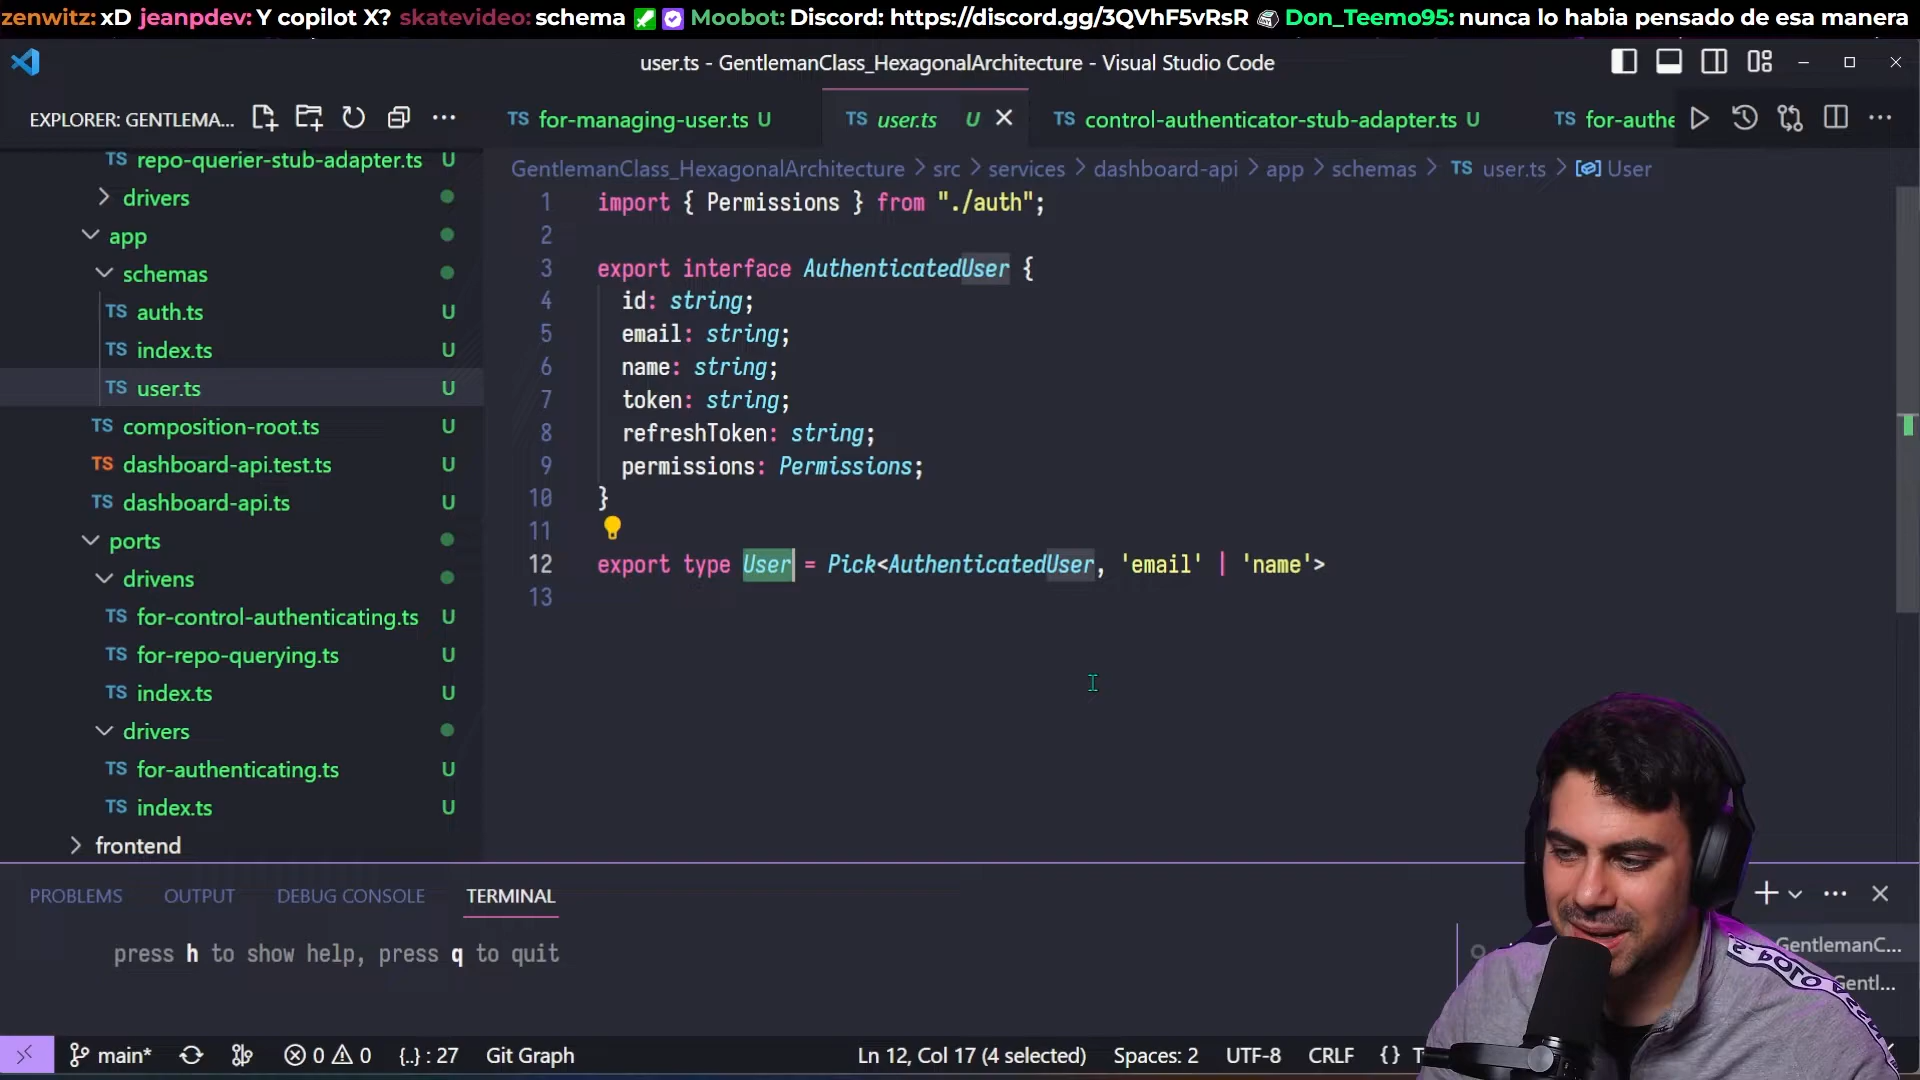 zenwitz: xD jeanpdev: Y copilot X? skatevideo: schema Moobot: Discord: https://discord.gg/3QVhF5vRsR Don_Teemo95: nunca lo habia pensado de esa manera
user.ts - GentlemanClass_HexagonalArchitecture - Visual Studio Code
EXPLORER: GENTLEMA...
TS for-managing-user.ts U
TS user.ts U
TS control-authenticator-stub-adapter.ts U
TS for-authe
GentlemanClass_HexagonalArchitecture > src > services > dashboard-api > app > schemas > TS user.ts > User
TS repo-querier-stub-adapter.ts U
drivers
app
schemas
TS auth.ts U
TS index.ts U
TS user.ts U
TS composition-root.ts U
TS dashboard-api.test.ts U
TS dashboard-api.ts U
ports
drivens
TS for-control-authenticating.ts U
TS for-repo-querying.ts U
TS index.ts U
drivers
TS for-authenticating.ts U
TS index.ts U
frontend
1 import { Permissions } from "./auth";
2
3 export interface AuthenticatedUser {
4 id: string;
5 email: string;
6 name: string;
7 token: string;
8 refreshToken: string;
9 permissions: Permissions;
10 }
11
12 export type User = Pick<AuthenticatedUser, 'email' | 'name'>
13
PROBLEMS OUTPUT DEBUG CONSOLE TERMINAL
press h to show help, press q to quit
GentlemanC...
Gentl...
main* 0 0 {..} : 27 Git Graph Ln 12, Col 17 (4 selected) Spaces: 2 UTF-8 CRLF {}